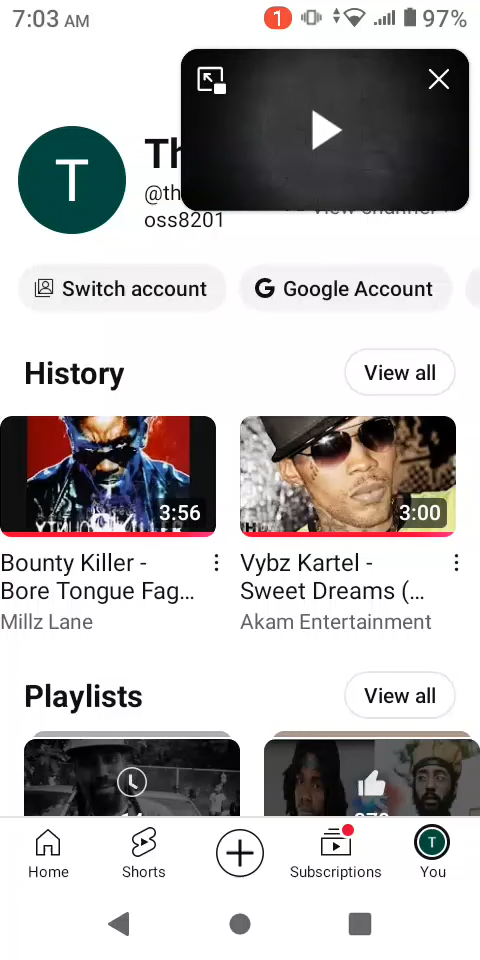 7:03 AM
1
97%
T
Th
@th
oss8201
View channel
Switch account
Google Account
History
View all
3:56
3:00
Bounty Killer -
Bore Tongue Fag...
Millz Lane
Vybz Kartel -
Sweet Dreams (...
Akam Entertainment
Playlists
View all
Home
Shorts
Subscriptions
T
You